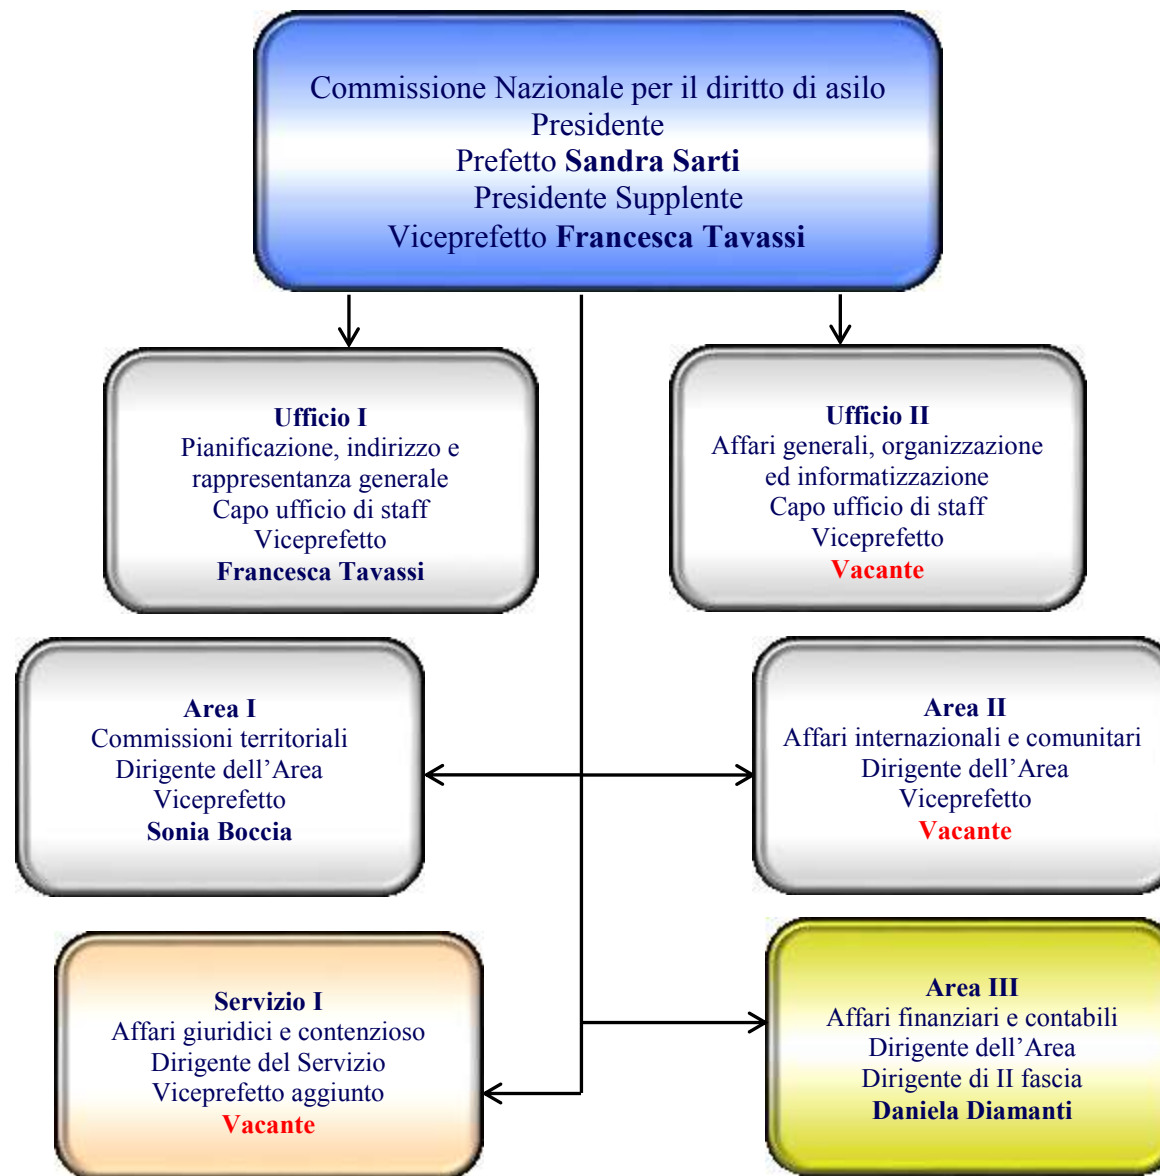 Commissione Nazionale per il diritto di asilo
Presidente
Prefetto Sandra Sarti
Presidente Supplente
Viceprefetto Francesca Tavassi
Ufficio I
Pianificazione, indirizzo e
rappresentanza generale
Capo ufficio di staff
Viceprefetto
Francesca Tavassi
Ufficio II
Affari generali, organizzazione
ed informatizzazione
Capo ufficio di staff
Viceprefetto
Vacante
Area I
Commissioni territoriali
Dirigente dell’Area
Viceprefetto
Sonia Boccia
Area II
Affari internazionali e comunitari
Dirigente dell’Area
Viceprefetto
Vacante
Servizio I
Affari giuridici e contenzioso
Dirigente del Servizio
Viceprefetto aggiunto
Vacante
Area III
Affari finanziari e contabili
Dirigente dell’Area
Dirigente di II fascia
Daniela Diamanti